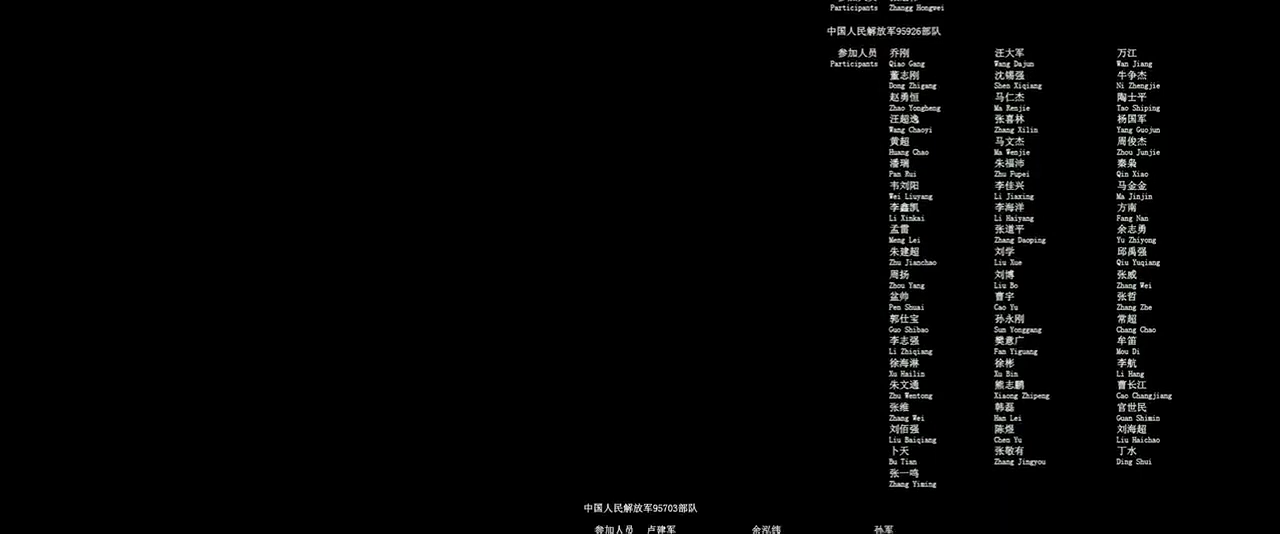 Participants Zhangg Hongwei
中国人民解放军95926部队
参加人员 乔刚 汪大军 万江
Participants Qiao Gang Wang Dajun Wan Jiang
董志刚 沈锡强 牛争杰
Dong Zhigang Shen Xiqiang Ni Zhengjie
赵勇恒 马仁杰 陶士平
Zhao Yongheng Ma Renjie Tao Shiping
汪超逸 张喜林 杨国军
Wang Chaoyi Zhang Xilin Yang Guojun
黄超 马文杰 周俊杰
Huang Chao Ma Wenjie Zhou Junjie
潘瑞 朱福沛 秦枭
Pan Rui Zhu Fupei Qin Xiao
韦刘阳 李佳兴 马金金
Wei Liuyang Li Jiaxing Ma Jinjin
李鑫凯 李海洋 方南
Li Xinkai Li Haiyang Fang Nan
孟雷 张道平 余志勇
Meng Lei Zhang Daoping Yu Zhiyong
朱建超 刘学 邱禹强
Zhu Jianchao Liu Xue Qiu Yuqiang
周扬 刘博 张威
Zhou Yang Liu Bo Zhang Wei
盆帅 曹宇 张哲
Pen Shuai Cao Yu Zhang Zhe
郭仕宝 孙永刚 常超
Guo Shibao Sun Yonggang Chang Chao
李志强 樊意广 牟笛
Li Zhiqiang Fan Yiguang Mou Di
徐海淋 徐彬 李航
Xu Hailin Xu Bin Li Hang
朱文通 熊志鹏 曹长江
Zhu Wentong Xiaong Zhipeng Cao Changjiang
张维 韩磊 官世民
Zhang Wei Han Lei Guan Shimin
刘佰强 陈煜 刘海超
Liu Baiqiang Chen Yu Liu Haichao
卜天 张敬有 丁水
Bu Tian Zhang Jingyou Ding Shui
张一鸣
Zhang Yiming
中国人民解放军95703部队
参加人员 卢建军 余泓纬 孙军